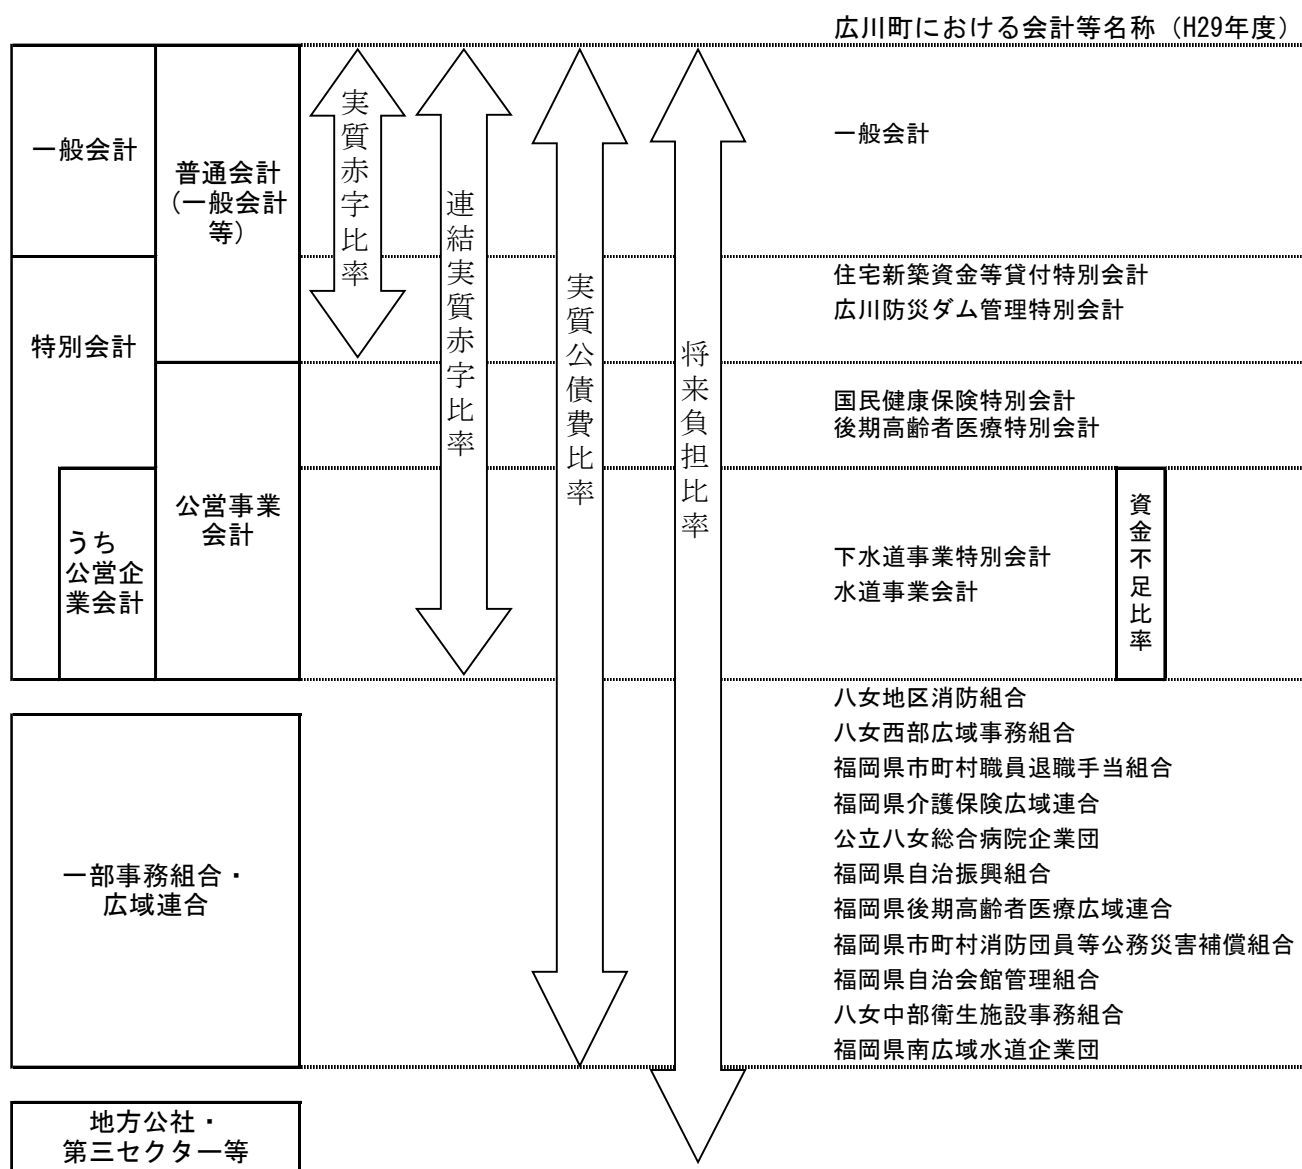 広川町における会計等名称（H29年度）
一般会計
普通会計
(一般会計
等)
特別会計
うち
公営企
業会計
公営事業
会計
実質赤字比率
連結実質赤字比率
実質公債費比率
将来負担比率
一般会計
住宅新築資金等貸付特別会計
広川防災ダム管理特別会計
国民健康保険特別会計
後期高齢者医療特別会計
下水道事業特別会計
水道事業会計
資金不足比率
一部事務組合・
広域連合
八女地区消防組合
八女西部広域事務組合
福岡県市町村職員退職手当組合
福岡県介護保険広域連合
公立八女総合病院企業団
福岡県自治振興組合
福岡県後期高齢者医療広域連合
福岡県市町村消防団員等公務災害補償組合
福岡県自治会館管理組合
八女中部衛生施設事務組合
福岡県南広域水道企業団
地方公社・
第三セクター等